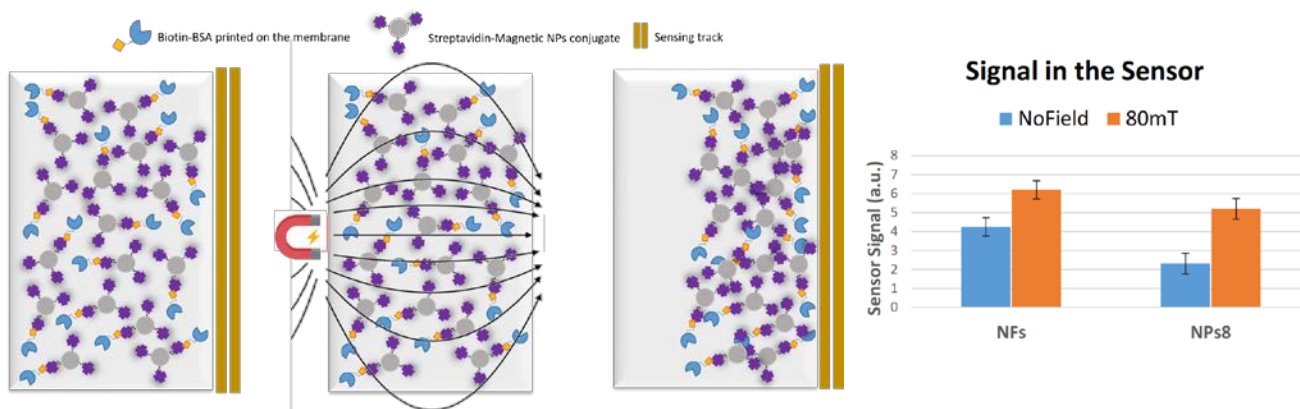 Biotin-BSA printed on the membrane
Streptavidin-Magnetic NPs conjugate
Sensing track
Signal in the Sensor
NoField
80mT
Sensor Signal (a.u.)
8
7
6
5
4
3
2
1
0
NFs
NPs8